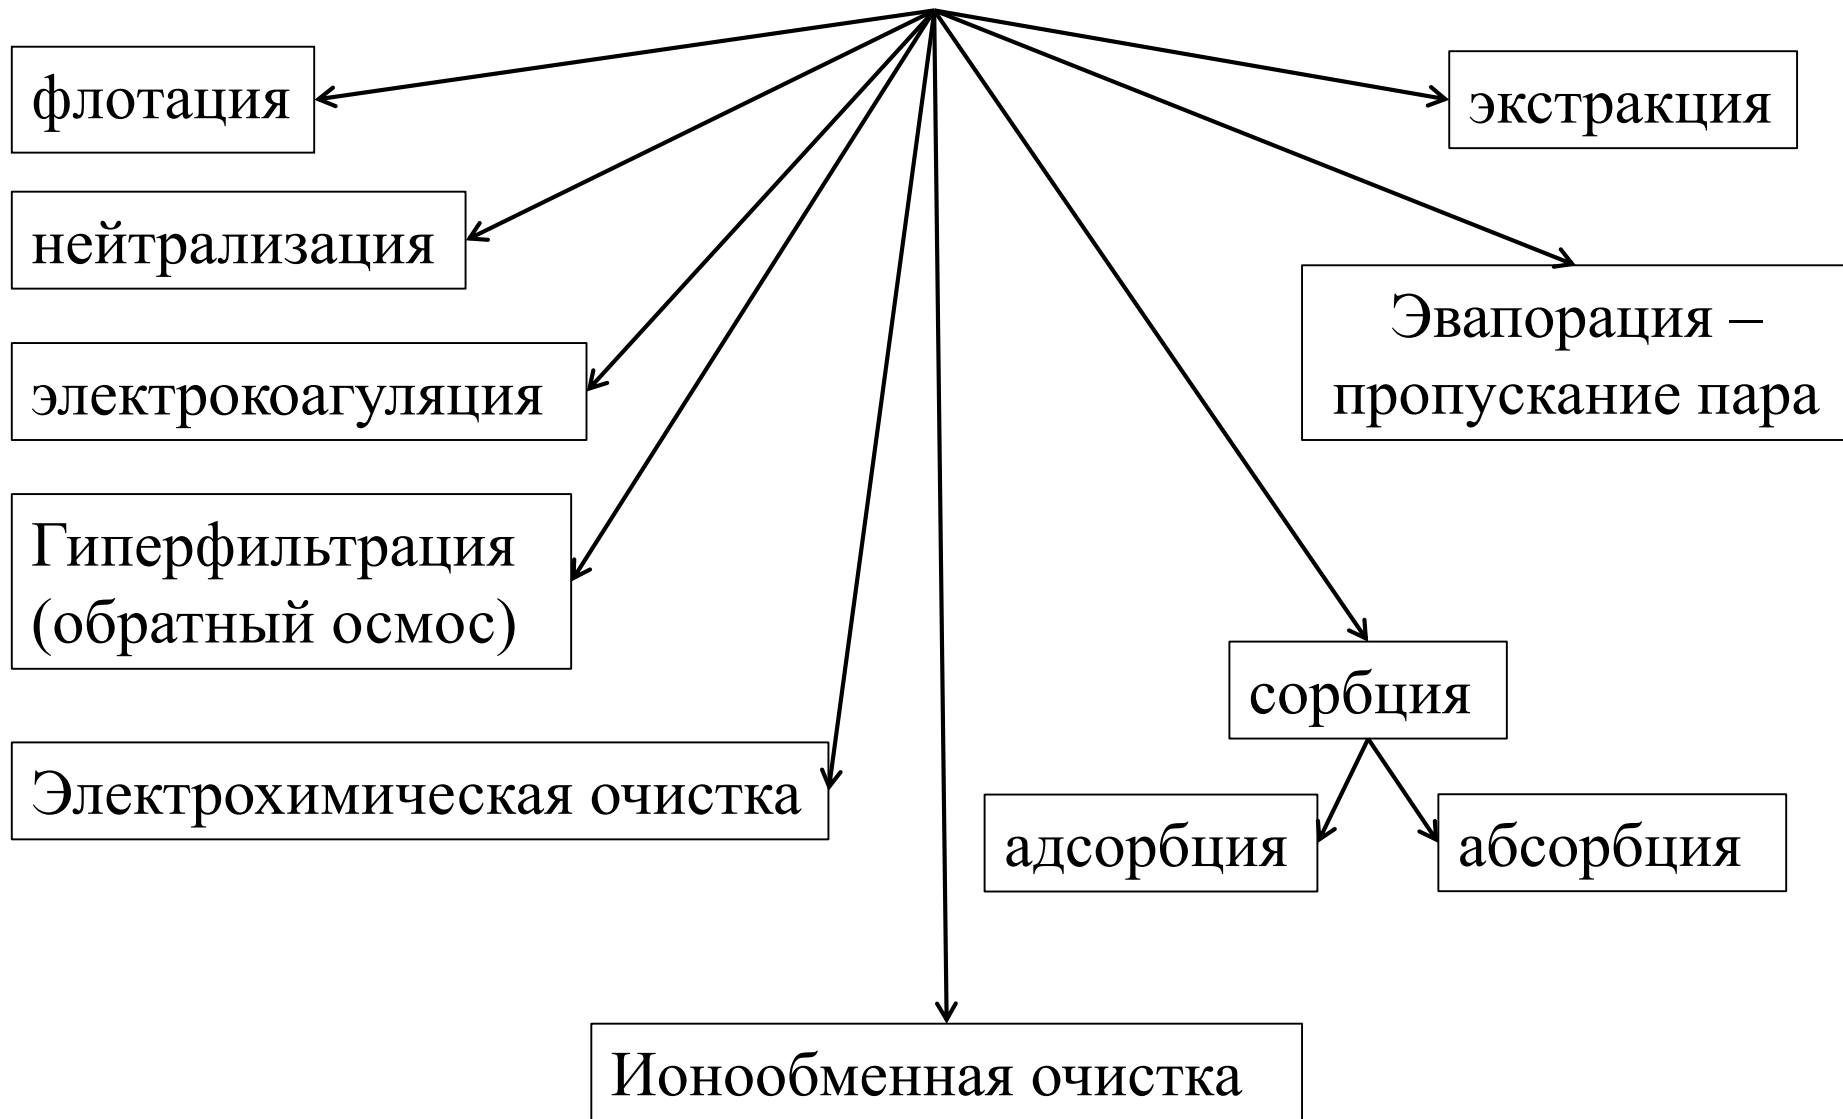 флотация
экстракция
нейтрализация
Эвапорация –
пропускание пара
электрокоагуляция
Гиперфильтрация
(обратный осмос)
сорбция
Электрохимическая очистка
адсорбция
абсорбция
Ионообменная очистка